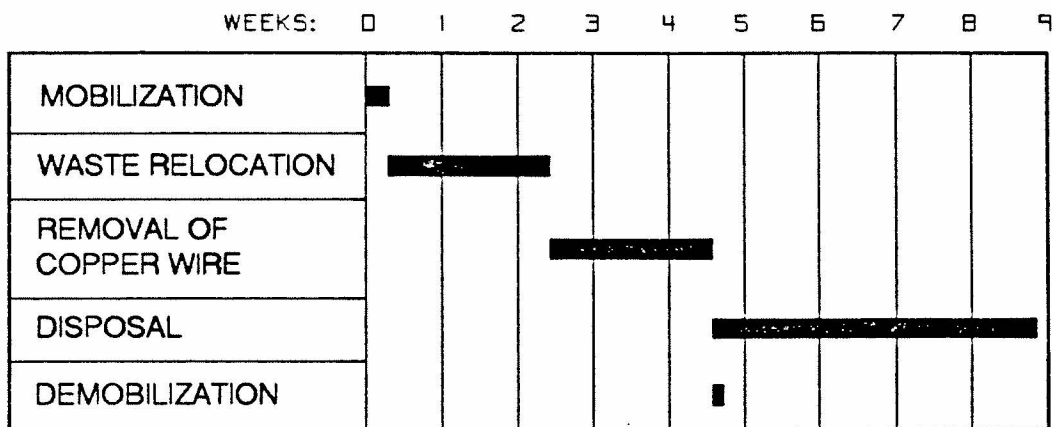 WEEKS: 0 1 2 3 4 5 6 7 8 9
MOBILIZATION
WASTE RELOCATION
REMOVAL OF
COPPER WIRE
DISPOSAL
DEMOBILIZATION